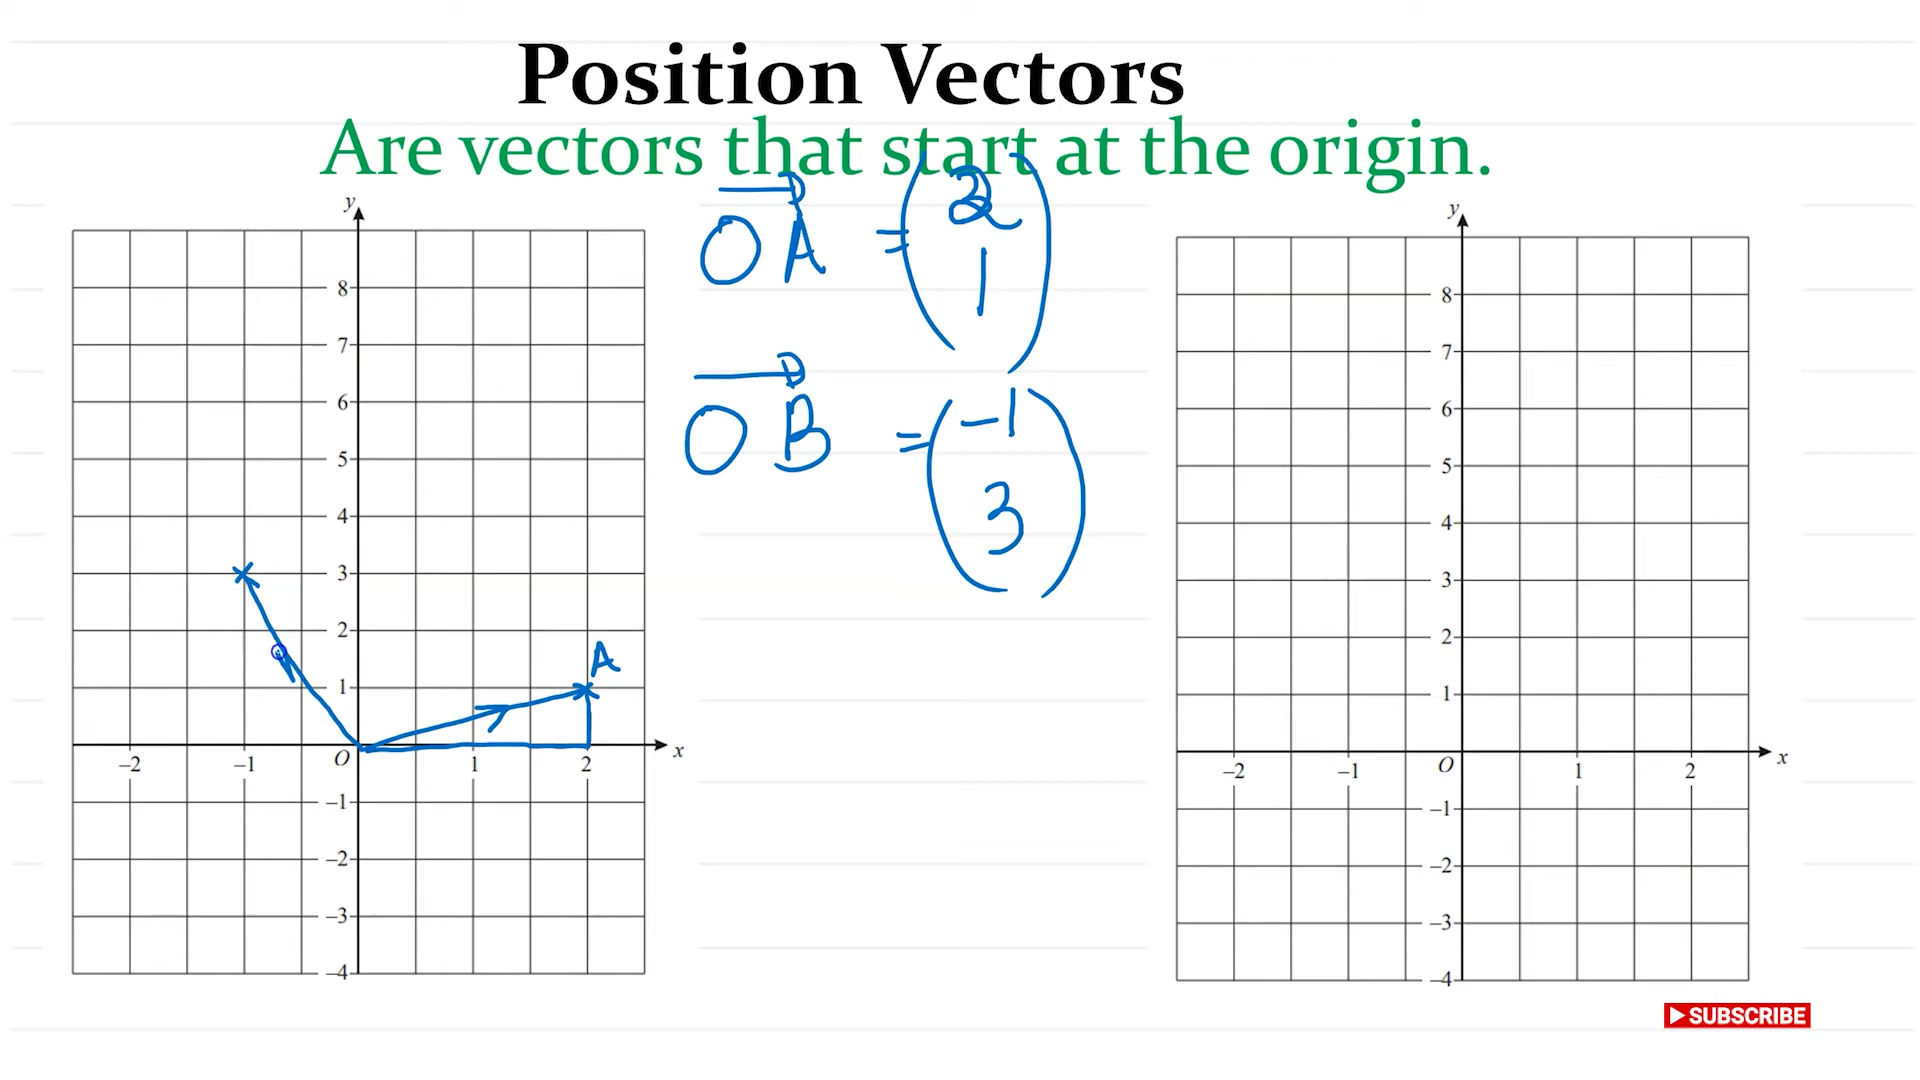 Position Vectors
Are vectors that start at the origin.
y
8
7
6
5
4
3
2
1
O
-1
-2
-3
-4
-2
-1
1
2
x
A
OA = (2
1)
OB = (-1
3)
y
8
7
6
5
4
3
2
1
O
-1
-2
-3
-4
-2
-1
1
2
x
SUBSCRIBE